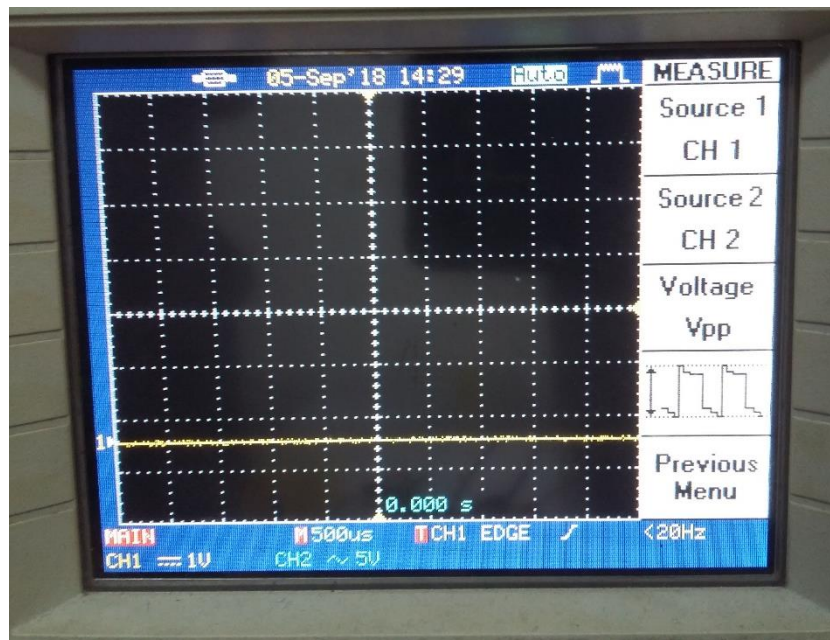 05-Sep'18 14:29 Auto
MEASURE
Source 1
CH 1
Source 2
CH 2
Voltage
Vpp
Previous
Menu
1
0.000 s
MAIN M 500us T CH1 EDGE <20Hz
CH1 1V CH2 5V